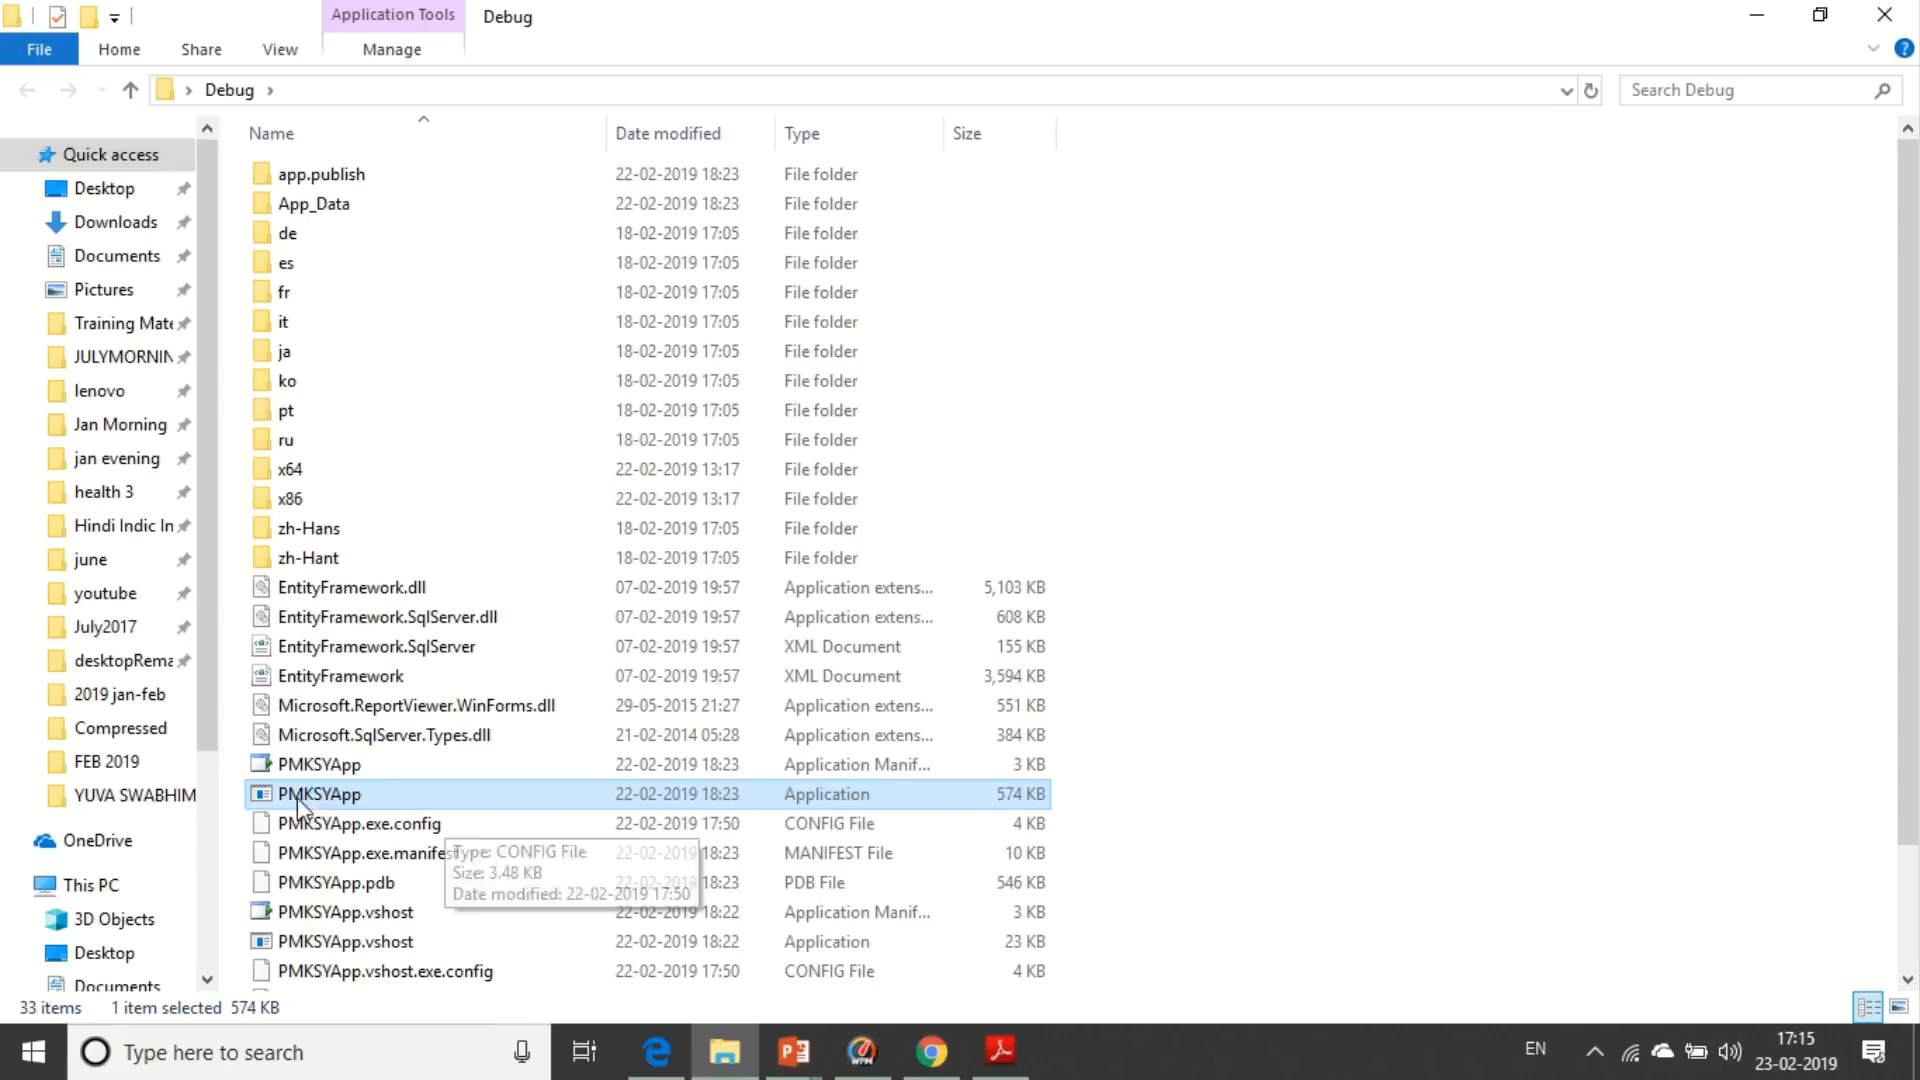 Application Tools
Debug
File
Home
Share
View
Manage
Debug
Search Debug
Name
Date modified
Type
Size
Quick access
Desktop
Downloads
Documents
Pictures
Training Mate
JULYMORNIN
lenovo
Jan Morning
jan evening
health 3
Hindi Indic In
june
youtube
July2017
desktopRema
2019 jan-feb
Compressed
FEB 2019
YUVA SWABHIM
OneDrive
This PC
3D Objects
Desktop
Documents
app.publish 22-02-2019 18:23 File folder
App_Data 22-02-2019 18:23 File folder
de 18-02-2019 17:05 File folder
es 18-02-2019 17:05 File folder
fr 18-02-2019 17:05 File folder
it 18-02-2019 17:05 File folder
ja 18-02-2019 17:05 File folder
ko 18-02-2019 17:05 File folder
pt 18-02-2019 17:05 File folder
ru 18-02-2019 17:05 File folder
x64 22-02-2019 13:17 File folder
x86 22-02-2019 13:17 File folder
zh-Hans 18-02-2019 17:05 File folder
zh-Hant 18-02-2019 17:05 File folder
EntityFramework.dll 07-02-2019 19:57 Application extens... 5,103 KB
EntityFramework.SqlServer.dll 07-02-2019 19:57 Application extens... 608 KB
EntityFramework.SqlServer 07-02-2019 19:57 XML Document 155 KB
EntityFramework 07-02-2019 19:57 XML Document 3,594 KB
Microsoft.ReportViewer.WinForms.dll 29-05-2015 21:27 Application extens... 551 KB
Microsoft.SqlServer.Types.dll 21-02-2014 05:28 Application extens... 384 KB
PMKSYApp 22-02-2019 18:23 Application Manif... 3 KB
PMKSYApp 22-02-2019 18:23 Application 574 KB
PMKSYApp.exe.config 22-02-2019 17:50 CONFIG File 4 KB
PMKSYApp.exe.manife 22-02-2019 18:23 MANIFEST File 10 KB
PMKSYApp.pdb 22-02-2019 18:23 PDB File 546 KB
PMKSYApp.vshost 22-02-2019 18:22 Application Manif... 3 KB
PMKSYApp.vshost 22-02-2019 18:22 Application 23 KB
PMKSYApp.vshost.exe.config 22-02-2019 17:50 CONFIG File 4 KB
Type: CONFIG File
Size: 3.48 KB
Date modified: 22-02-2019 17:50
33 items 1 item selected 574 KB
Type here to search
WPM
EN
17:15
23-02-2019